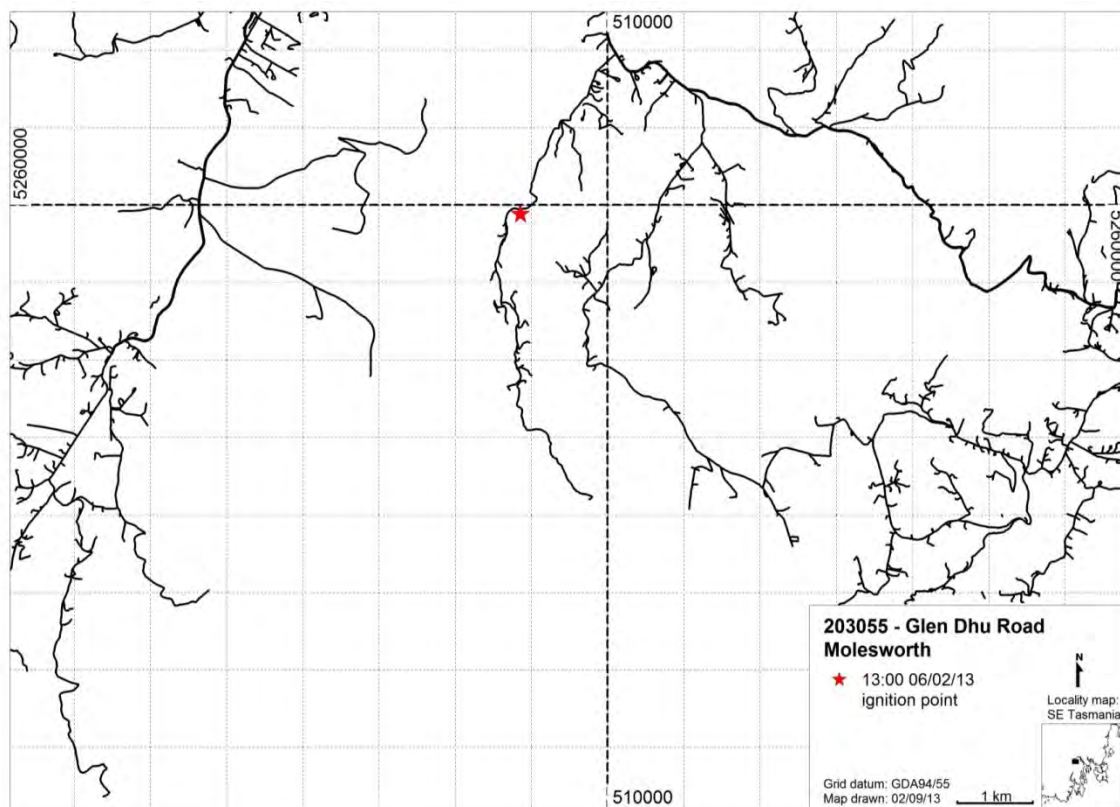 510000
5260000
5260000
203055 - Glen Dhu Road
Molesworth
13:00 06/02/13
ignition point
N
Locality map:
SE Tasmania
Grid datum: GDA94/55
Map drawn: 02/09/13
1 km
510000